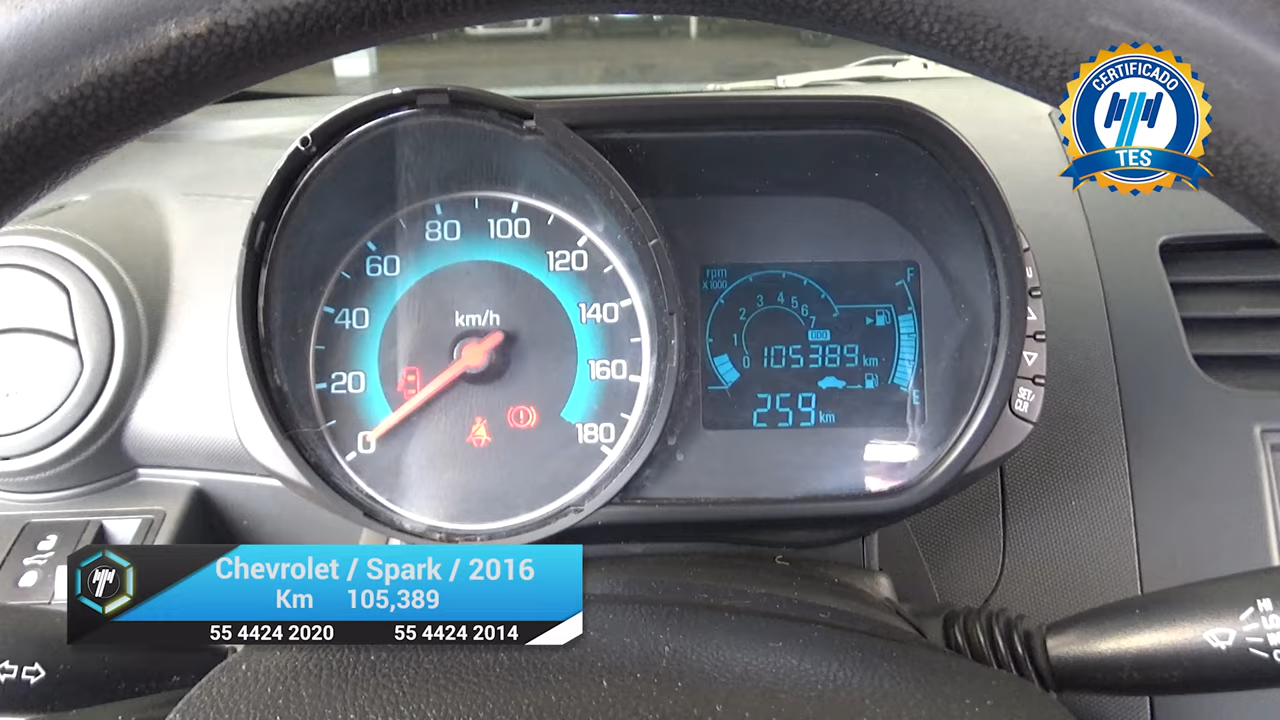 CERTIFICADO
TES
80 100
60 120
40 140
20 160
0 180
km/h
rpm
X1000
F
0 1 2 3 4 5 6 7
105389 km
E
259 km
SET/
CLR
Chevrolet / Spark / 2016
Km 105,389
55 4424 2020 55 4424 2014